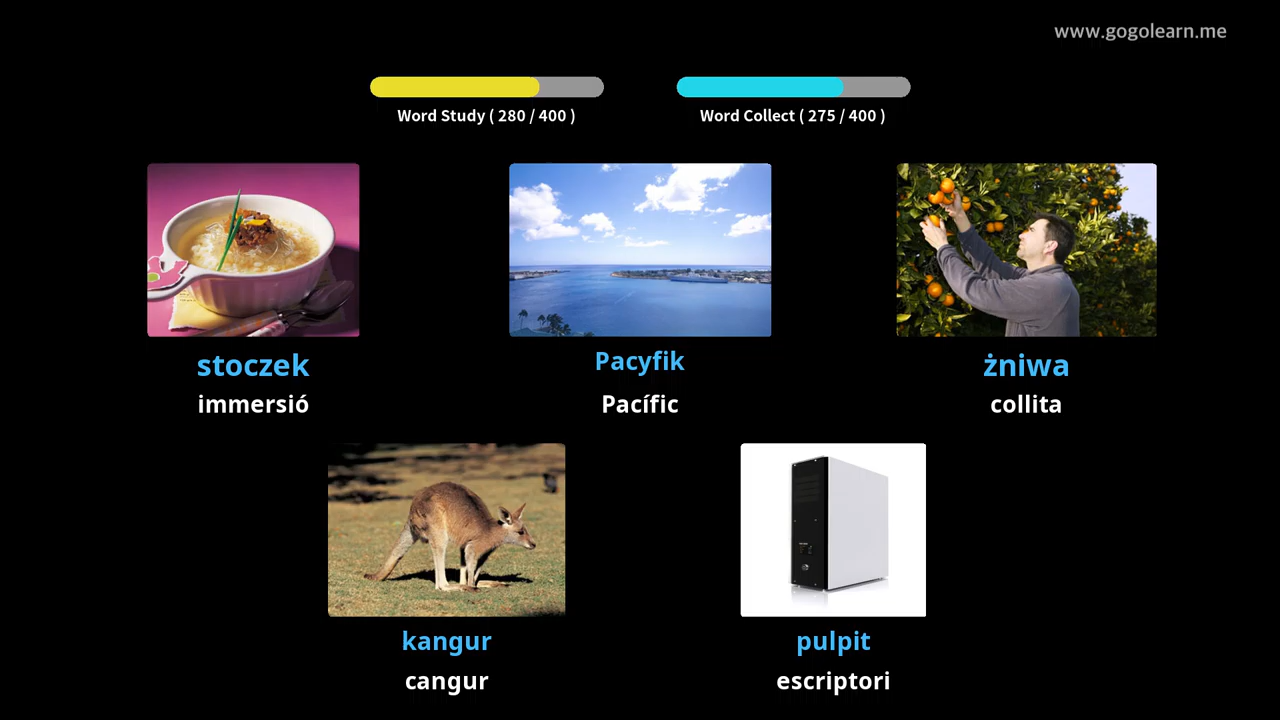 www.gogolearn.me
Word Study ( 280 / 400 )
Word Collect ( 275 / 400 )
stoczek
immersió
Pacyfik
Pacífic
żniwa
collita
kangur
cangur
pulpit
escriptori